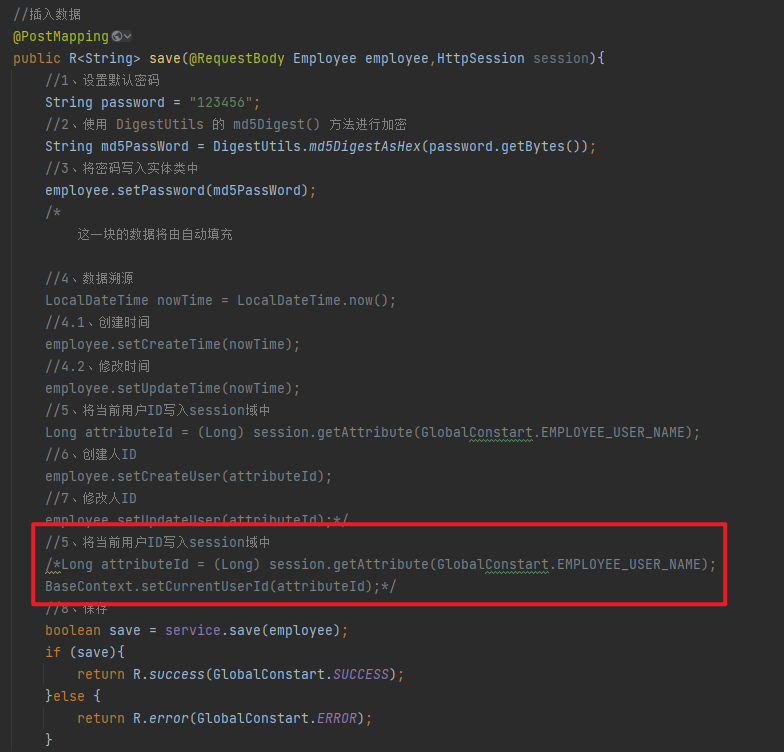 //插入数据
@PostMapping
public R<String> save(@RequestBody Employee employee,HttpSession session){
//1、设置默认密码
String password = "123456";
//2、使用 DigestUtils 的 md5Digest() 方法进行加密
String md5PassWord = DigestUtils.md5DigestAsHex(password.getBytes());
//3、将密码写入实体类中
employee.setPassword(md5PassWord);
/*
这一块的数据将由自动填充
//4、数据溯源
LocalDateTime nowTime = LocalDateTime.now();
//4.1、创建时间
employee.setCreateTime(nowTime);
//4.2、修改时间
employee.setUpdateTime(nowTime);
//5、将当前用户ID写入session域中
Long attributeId = (Long) session.getAttribute(GlobalConstart.EMPLOYEE_USER_NAME);
//6、创建人ID
employee.setCreateUser(attributeId);
//7、修改人ID
employee.setUpdateUser(attributeId);*/
//5、将当前用户ID写入session域中
/*Long attributeId = (Long) session.getAttribute(GlobalConstart.EMPLOYEE_USER_NAME);
BaseContext.setCurrentUserId(attributeId);*/
//8、保存
boolean save = service.save(employee);
if (save){
return R.success(GlobalConstart.SUCCESS);
}else {
return R.error(GlobalConstart.ERROR);
}